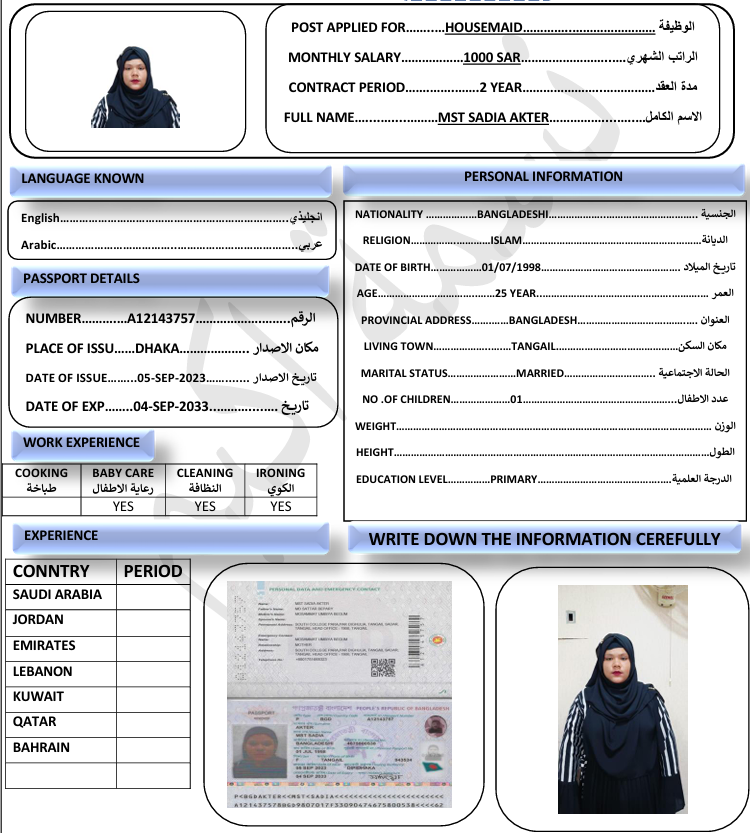 POST APPLIED FOR..........HOUSEMAID.......................................... الوظيفة
MONTHLY SALARY...................1000 SAR................................الراتب الشهري
CONTRACT PERIOD.......................2 YEAR........................................مدة العقد
FULL NAME.........................MST SADIA AKTER.............................الاسم الكامل
LANGUAGE KNOWN
English..........................................................................انجليذي
Arabic...........................................................................عربي
PASSPORT DETAILS
NUMBER.............A12143757..........................الرقم
PLACE OF ISSU......DHAKA................... مكان الاصدار
DATE OF ISSUE.........05-SEP-2023............ تاريخ الاصدار
DATE OF EXP.......04-SEP-2033................ تاريخ
WORK EXPERIENCE
COOKING BABY CARE CLEANING IRONING
طباخة رعاية الاطفال النظافة الكوي
YES YES YES
EXPERIENCE
CONNTRY PERIOD
SAUDI ARABIA
JORDAN
EMIRATES
LEBANON
KUWAIT
QATAR
BAHRAIN
PERSONAL INFORMATION
NATIONALITY .................BANGLADESHI................................................ الجنسية
RELIGION..........................ISLAM............................................................الديانة
DATE OF BIRTH.................01/07/1998............................................. تاريخ الميلاد
AGE......................................25 YEAR........................................................ العمر
PROVINCIAL ADDRESS.............BANGLADESH....................................... العنوان
LIVING TOWN.........................TANGAIL............................................مكان السكن
MARITAL STATUS.......................MARRIED.............................. الحالة الاجتماعية
NO .OF CHILDREN....................01..................................................عدد الاطفال
WEIGHT........................................................................................................ الوزن
HEIGHT.........................................................................................................الطول
EDUCATION LEVEL.............PRIMARY............................................الدرجة العلمية
WRITE DOWN THE INFORMATION CEREFULLY
PERSONAL DATA AND EMERGENCY CONTACT
MST SADIA AKTER
PASSPORT
PEOPLE'S REPUBLIC OF BANGLADESH
P BGD A12143757
AKTER
MST SADIA
BANGLADESHI
01 JUL 1998
F TANGAIL
05 SEP 2023
04 SEP 2033
P<BGDAKTER<<MST<SADIA<<<<<<<<<<<<<<<<<<<<<<<